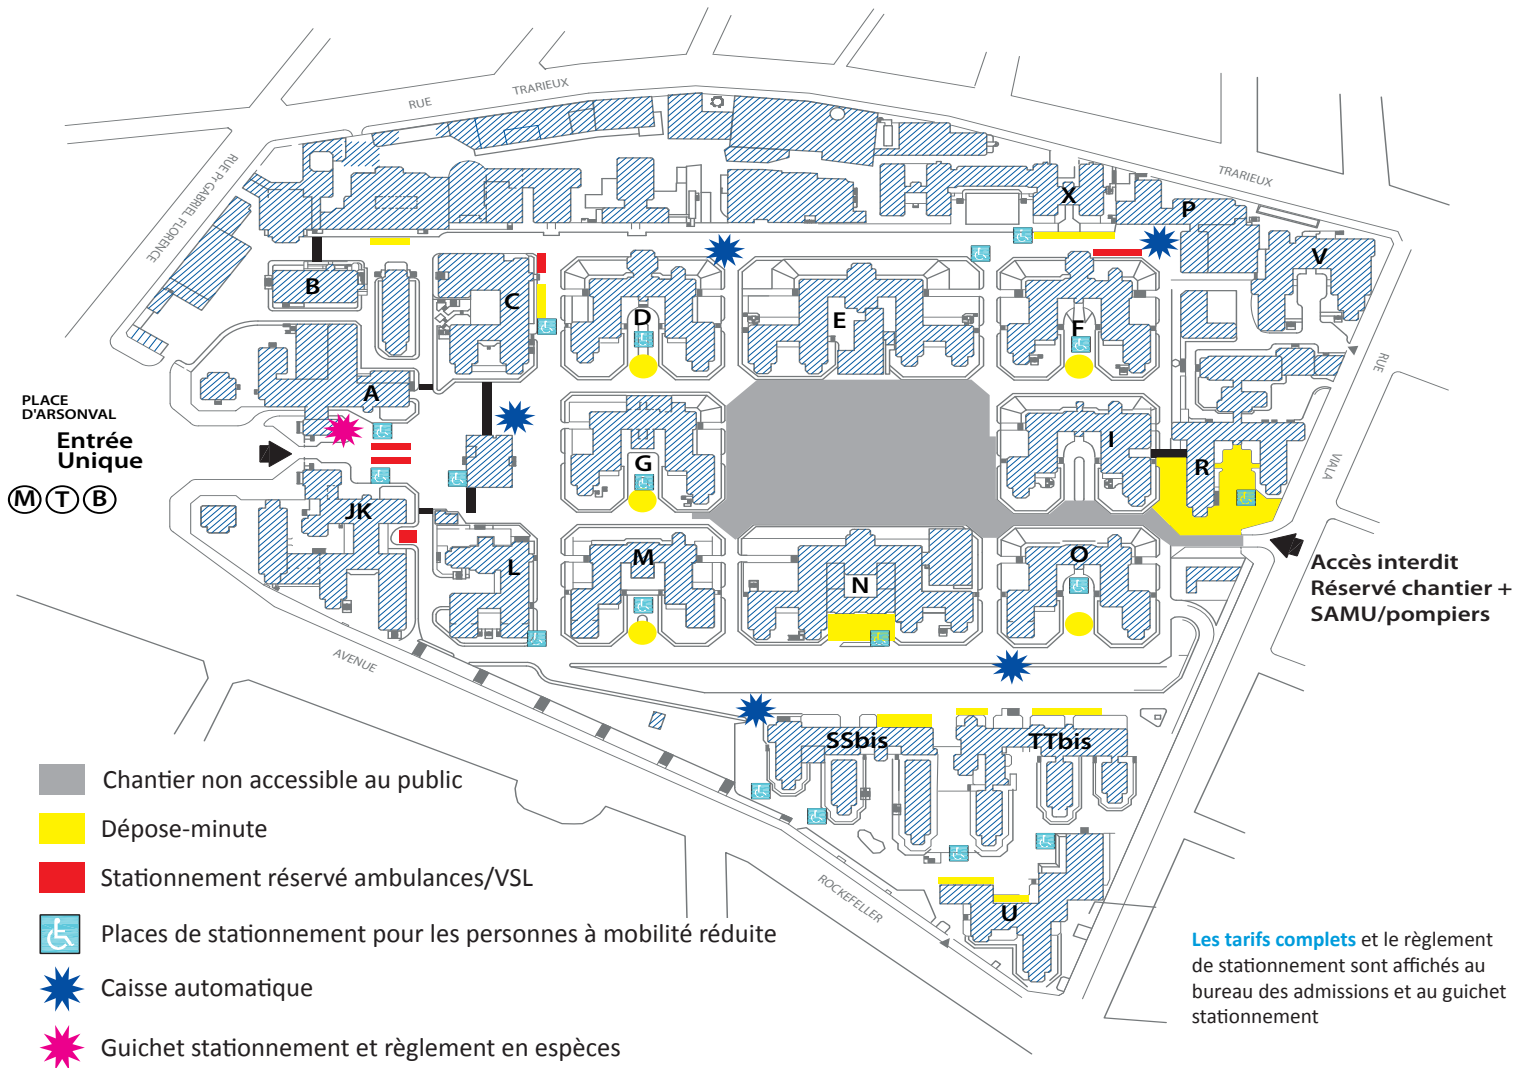 RUE
TRARIEUX
RUE Pr GABRIEL FLORENCE
TRARIEUX
X
P
V
B
C
D
E
F
A
PLACE
D'ARSONVAL
Entrée
Unique
M T B
G
I
R
RUE
VIALA
JK
L
M
N
O
Accès interdit
Réservé chantier +
SAMU/pompiers
AVENUE
SSbis
TTbis
ROCKEFELLER
U
Chantier non accessible au public
Dépose-minute
Stationnement réservé ambulances/VSL
Places de stationnement pour les personnes à mobilité réduite
Caisse automatique
Guichet stationnement et règlement en espèces
Les tarifs complets et le règlement
de stationnement sont affichés au
bureau des admissions et au guichet
stationnement